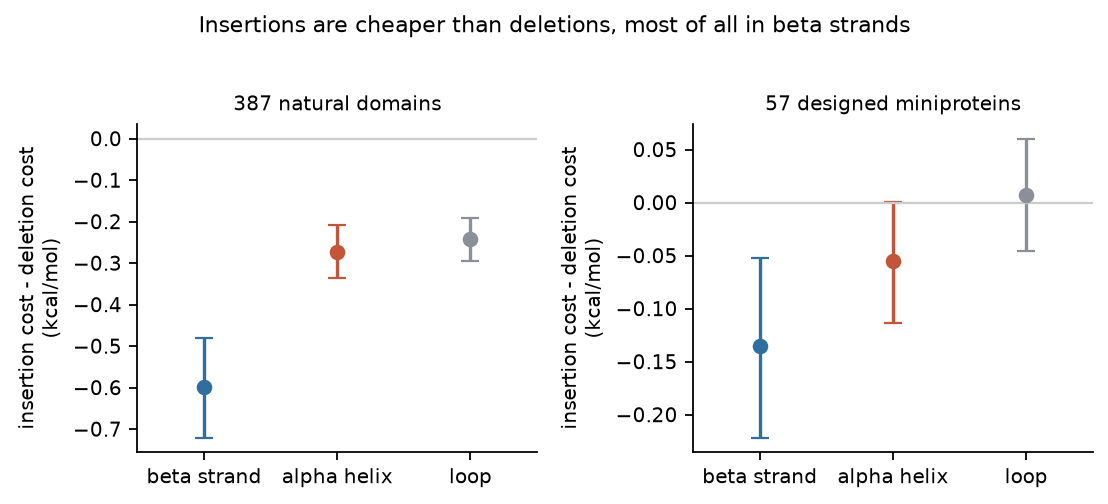 Insertions are cheaper than deletions, most of all in beta strands
387 natural domains
insertion cost - deletion cost
(kcal/mol)
0.0
−0.1
−0.2
−0.3
−0.4
−0.5
−0.6
−0.7
beta strand
alpha helix
loop
57 designed miniproteins
insertion cost - deletion cost
(kcal/mol)
0.05
0.00
−0.05
−0.10
−0.15
−0.20
beta strand
alpha helix
loop